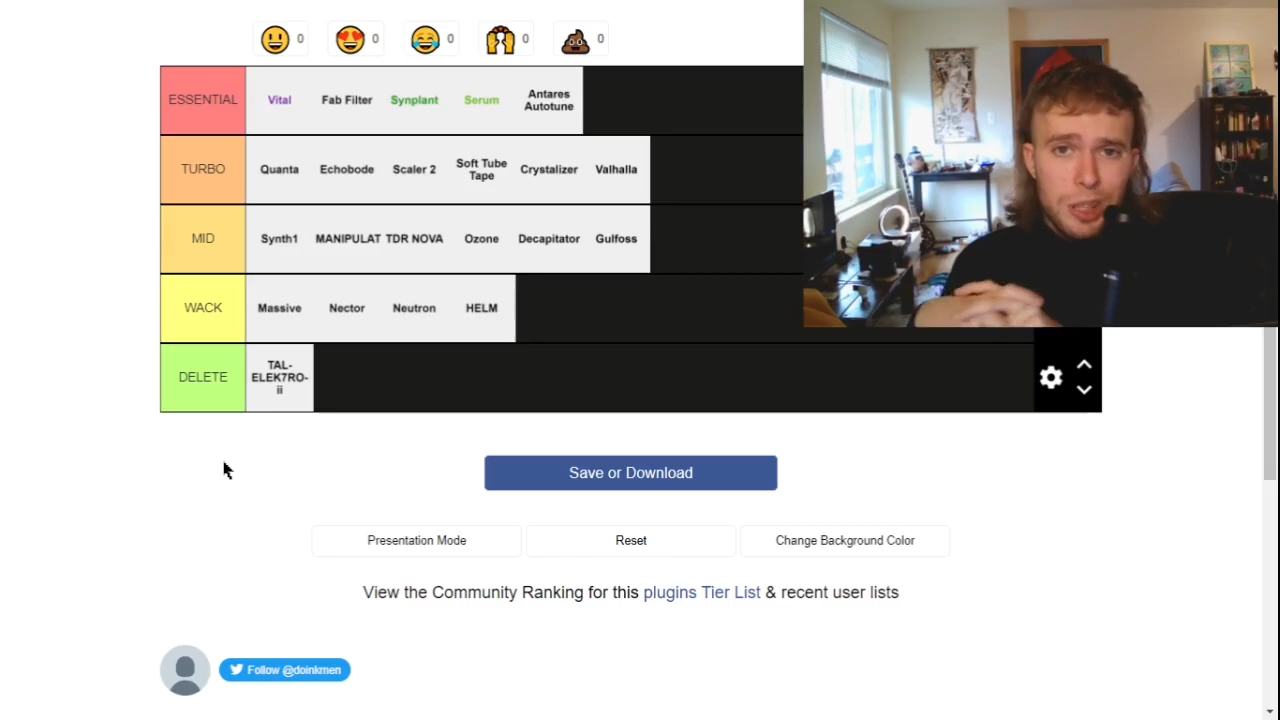 0 0 0 0 0
ESSENTIAL Vital Fab Filter Synplant Serum Antares
Autotune
TURBO Quanta Echobode Scaler 2 Soft Tube
Tape Crystalizer Valhalla
MID Synth1 MANIPULAT TDR NOVA Ozone Decapitator Gulfoss
WACK Massive Nector Neutron HELM
DELETE TAL-
ELEK7RO-
ii
Save or Download
Presentation Mode Reset Change Background Color
View the Community Ranking for this plugins Tier List & recent user lists
Follow @doinkmen